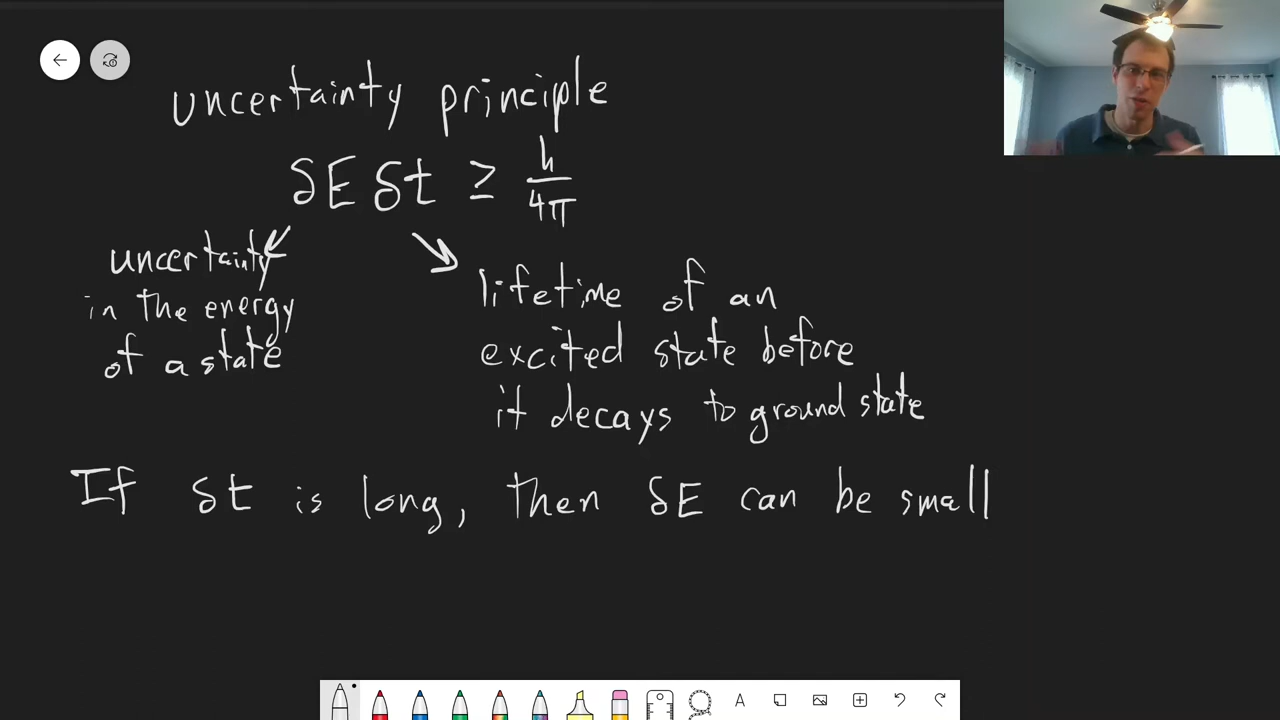 uncertainty principle
δE δt ≥ h/4π
uncertainty
in the energy
of a state
lifetime of an
excited state before
it decays to ground state
If δt is long, then δE can be small
A